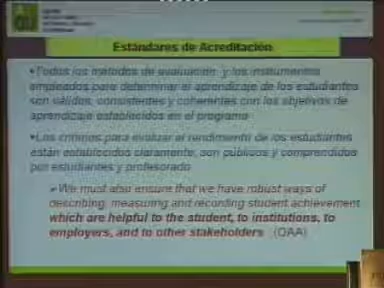 Estándares de Acreditación
•Todos los métodos de evaluación y los instrumentos
empleados para determinar el aprendizaje de los estudiantes
son válidos, consistentes y coherentes con los objetivos de
aprendizaje establecidos en el programa
•Los criterios para evaluar el rendimiento de los estudiantes
están establecidos claramente, son públicos y comprendidos
por estudiantes y profesorado
➢We must also ensure that we have robust ways of
describing, measuring and recording student achievement
which are helpful to the student, to institutions, to
employers, and to other stakeholders (QAA)